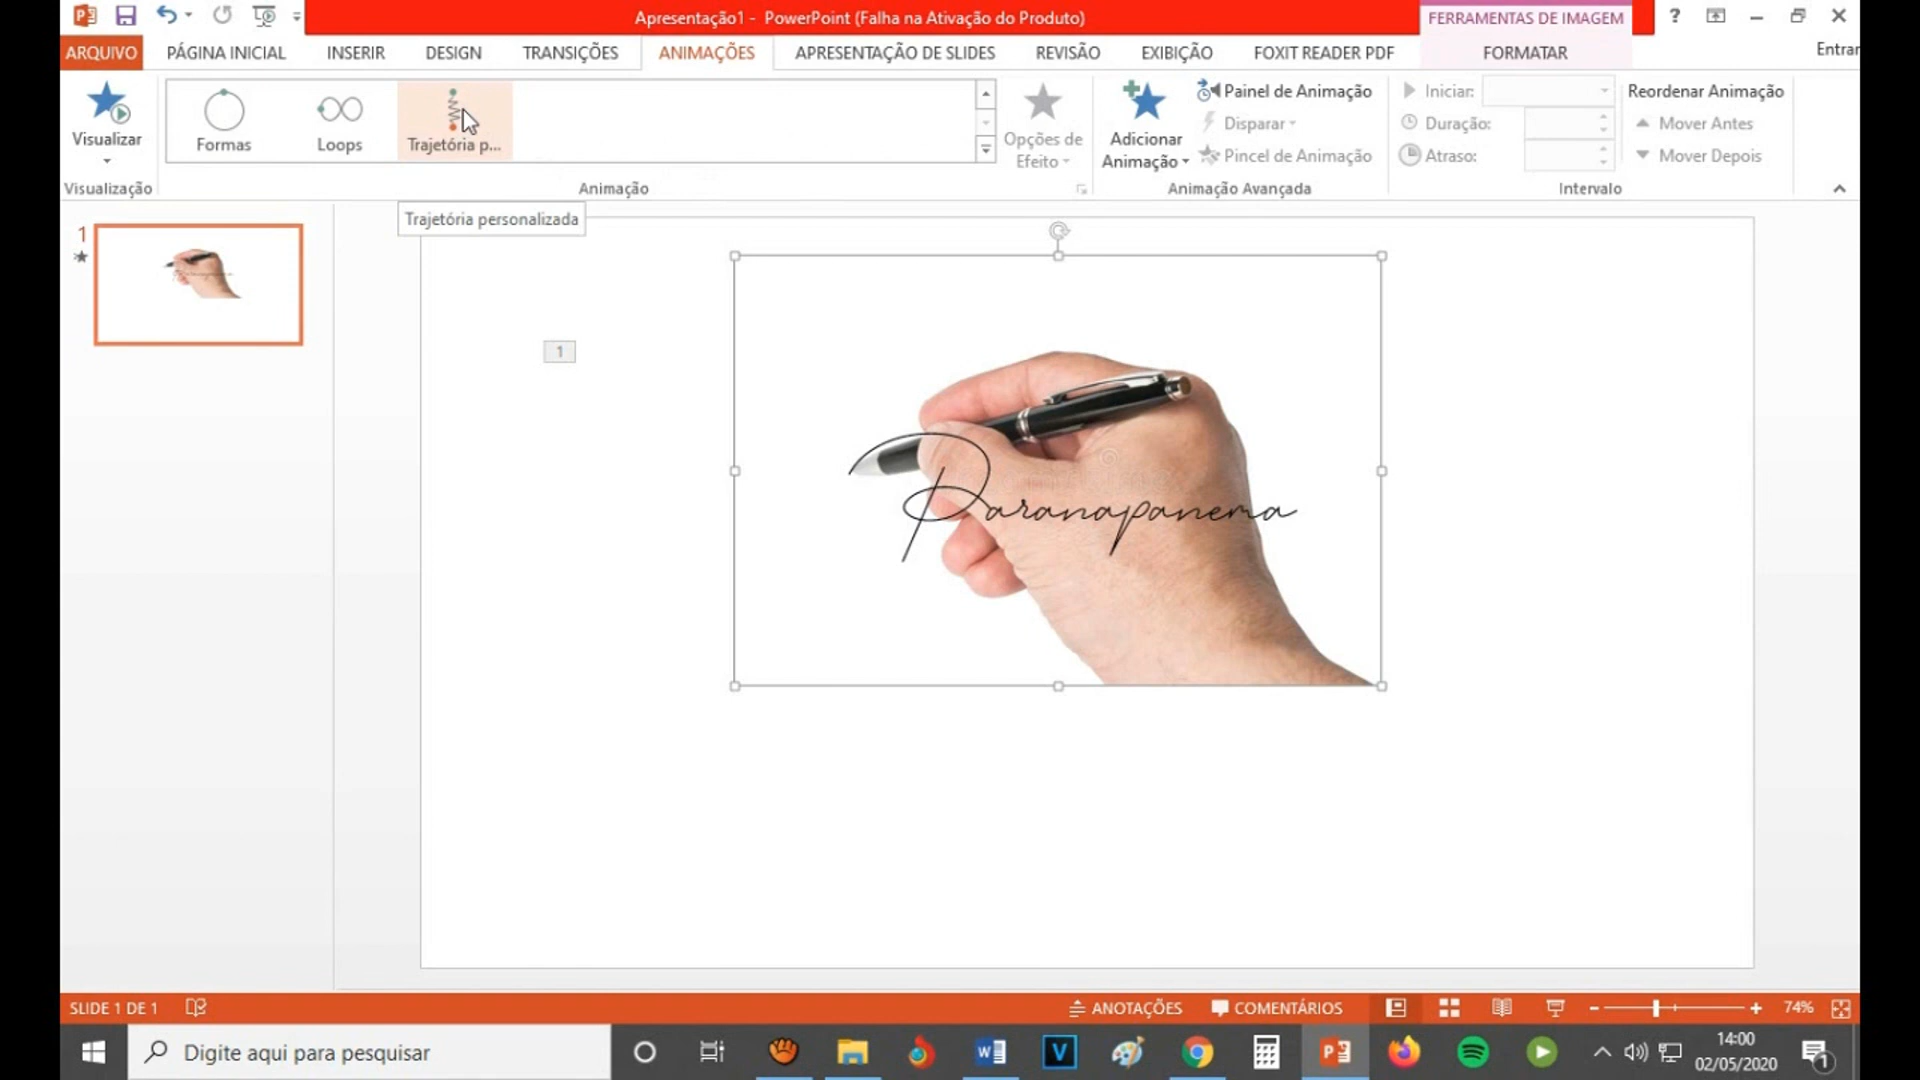 Apresentação1 - PowerPoint (Falha na Ativação do Produto)
FERRAMENTAS DE IMAGEM
?
ARQUIVO PÁGINA INICIAL INSERIR DESIGN TRANSIÇÕES ANIMAÇÕES APRESENTAÇÃO DE SLIDES REVISÃO EXIBIÇÃO FOXIT READER PDF FORMATAR Entrar
Visualizar
Formas
Loops
Trajetória p...
Opções de
Efeito
Adicionar
Animação
Painel de Animação
Disparar
Pincel de Animação
Iniciar:
Duração:
Atraso:
Reordenar Animação
Mover Antes
Mover Depois
Visualização
Animação
Animação Avançada
Intervalo
Trajetória personalizada
1
1
Paranapanema
SLIDE 1 DE 1
ANOTAÇÕES
COMENTÁRIOS
74%
Digite aqui para pesquisar
14:00
02/05/2020
1